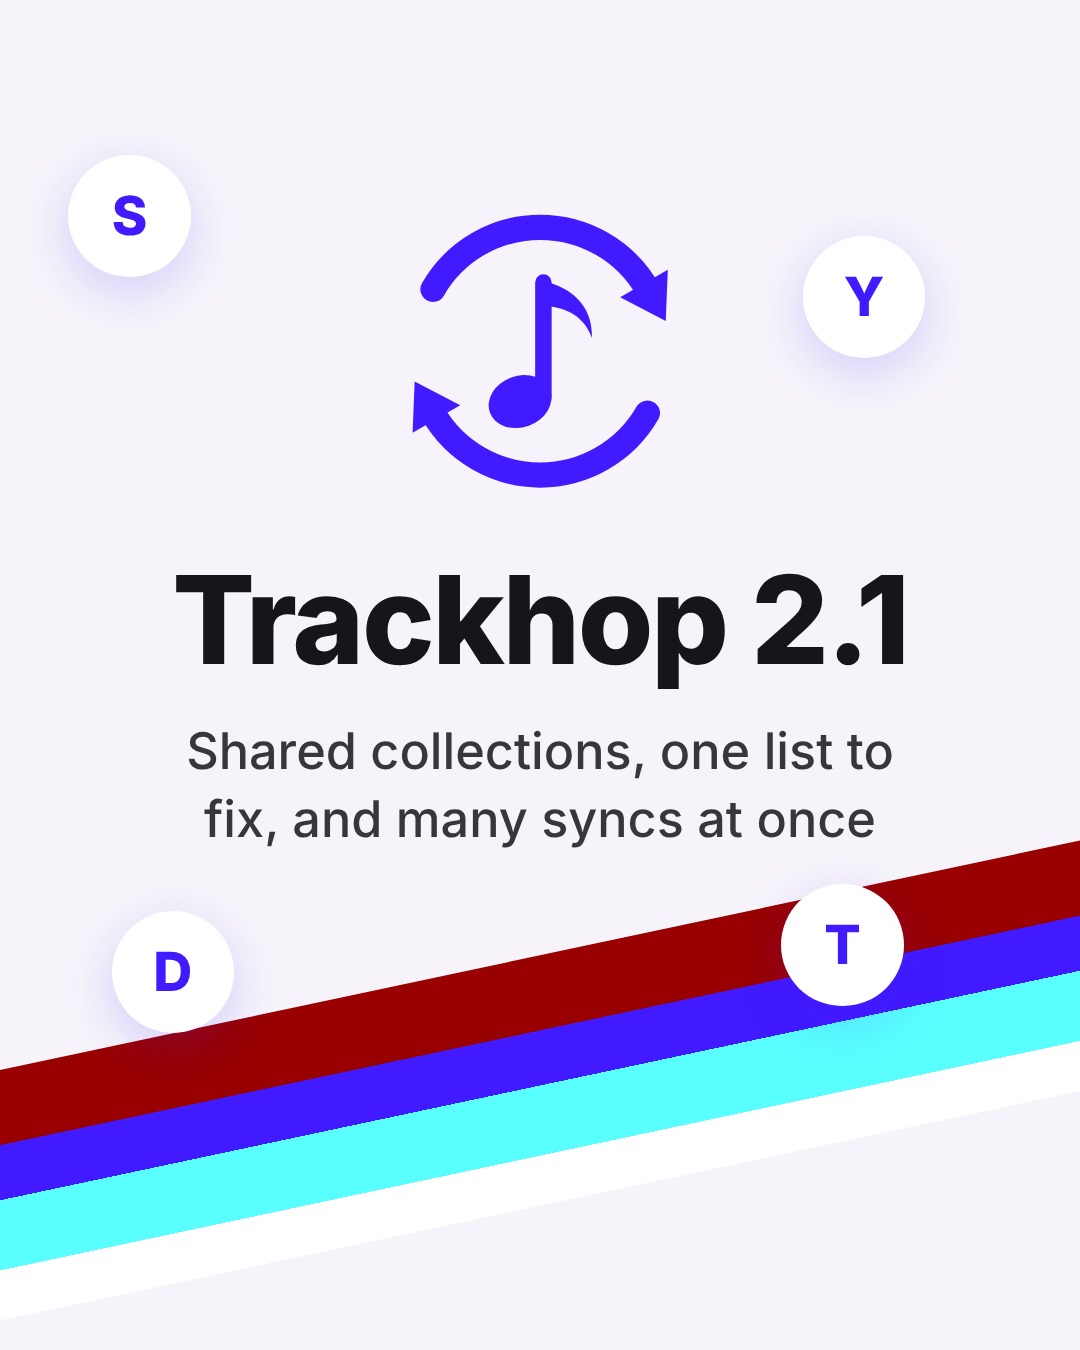 S
Y
Trackhop 2.1
Shared collections, one list to
fix, and many syncs at once
D
T